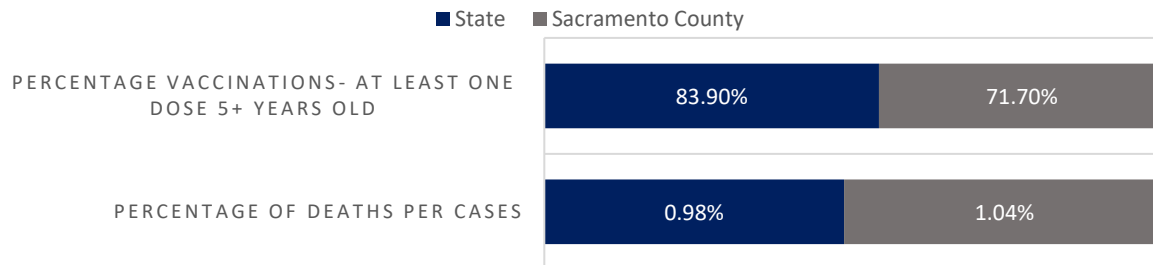 State Sacramento County
PERCENTAGE VACCINATIONS- AT LEAST ONE
DOSE 5+ YEARS OLD
83.90% 71.70%
PERCENTAGE OF DEATHS PER CASES
0.98% 1.04%